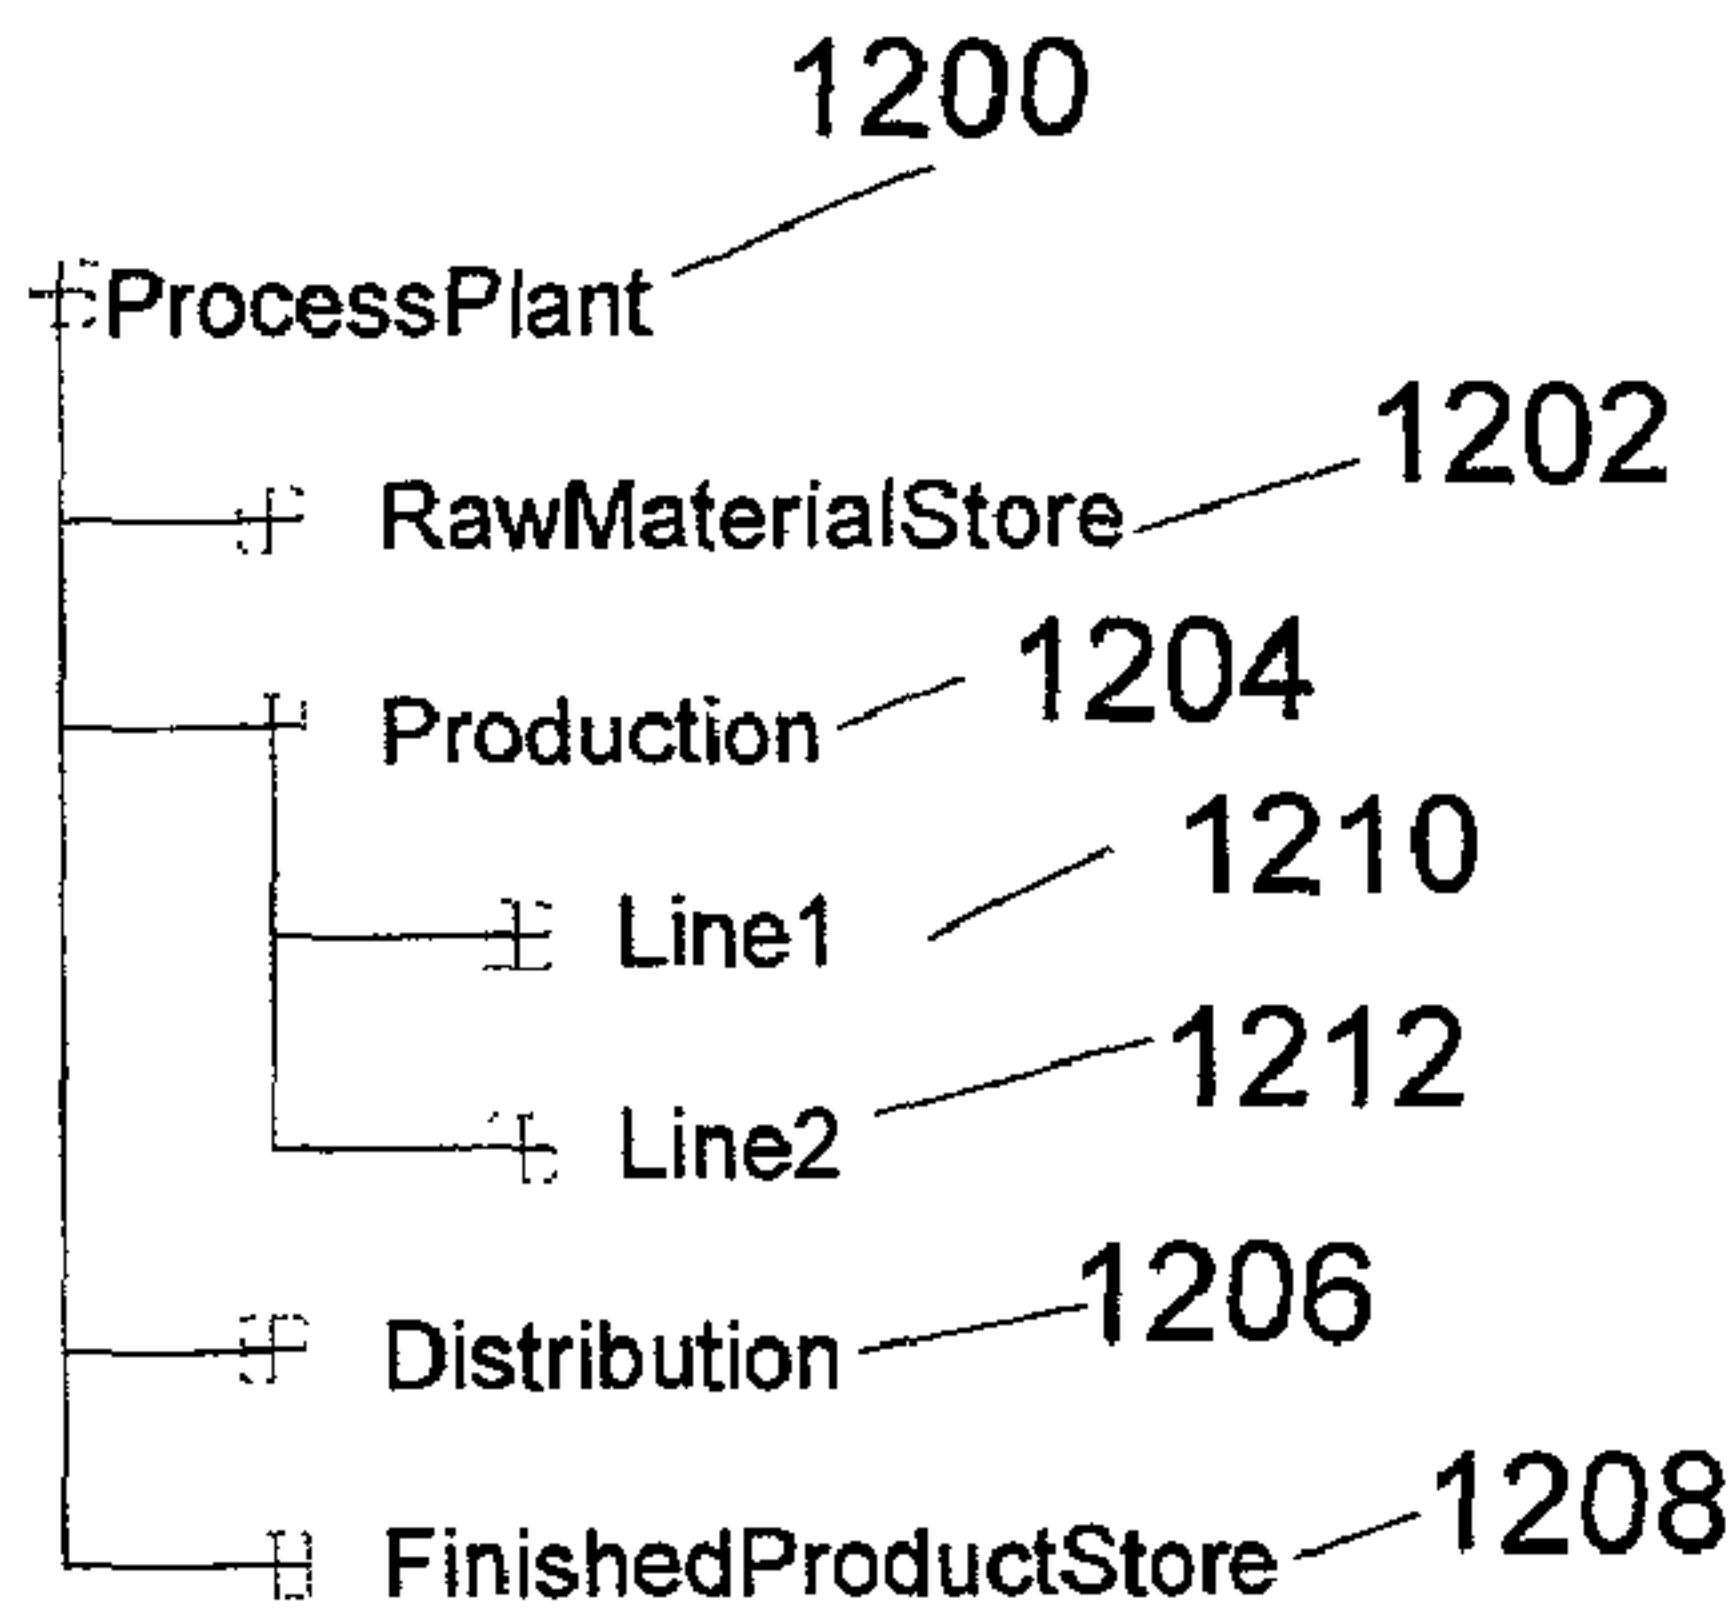 1200
ProcessPlant
1202
RawMaterialStore
1204
Production
1210
Line1
1212
Line2
1206
Distribution
1208
FinishedProductStore